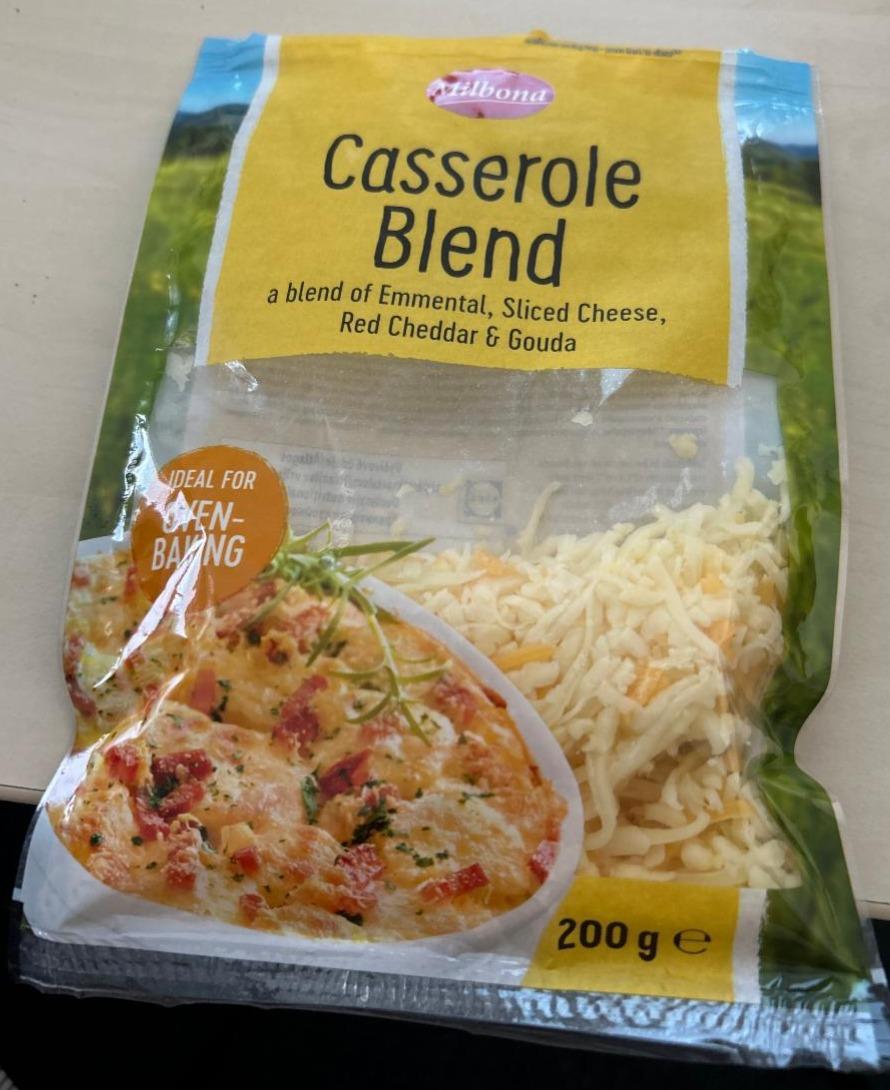 Milbona
Casserole
Blend
a blend of Emmental, Sliced Cheese,
Red Cheddar & Gouda
IDEAL FOR
OVEN-
BAKING
200 g e